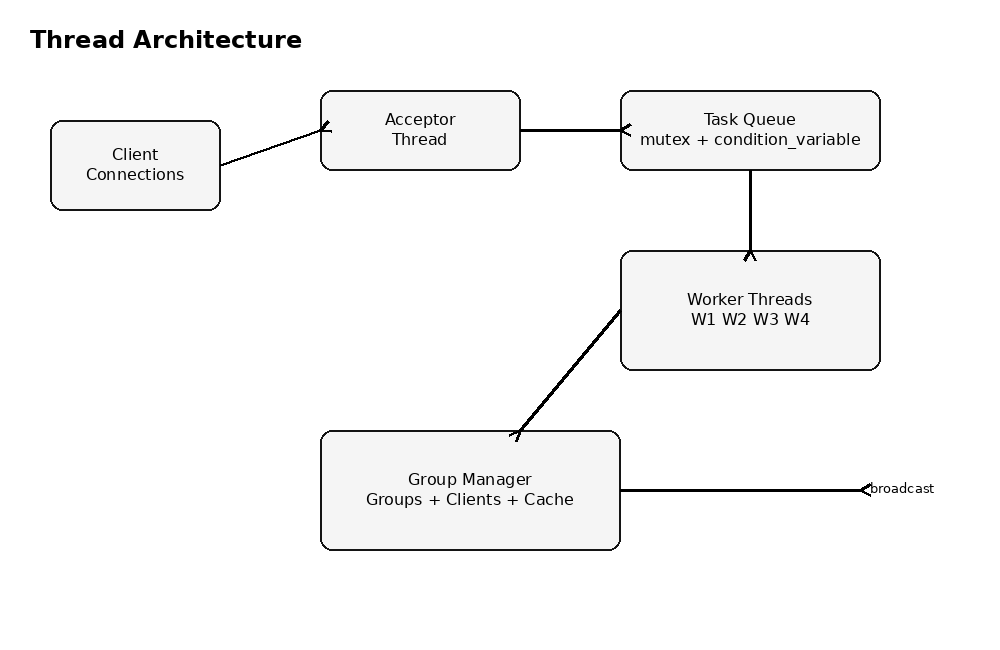 Thread Architecture
Client
Connections
Acceptor
Thread
Task Queue
mutex + condition_variable
Worker Threads
W1 W2 W3 W4
Group Manager
Groups + Clients + Cache
broadcast